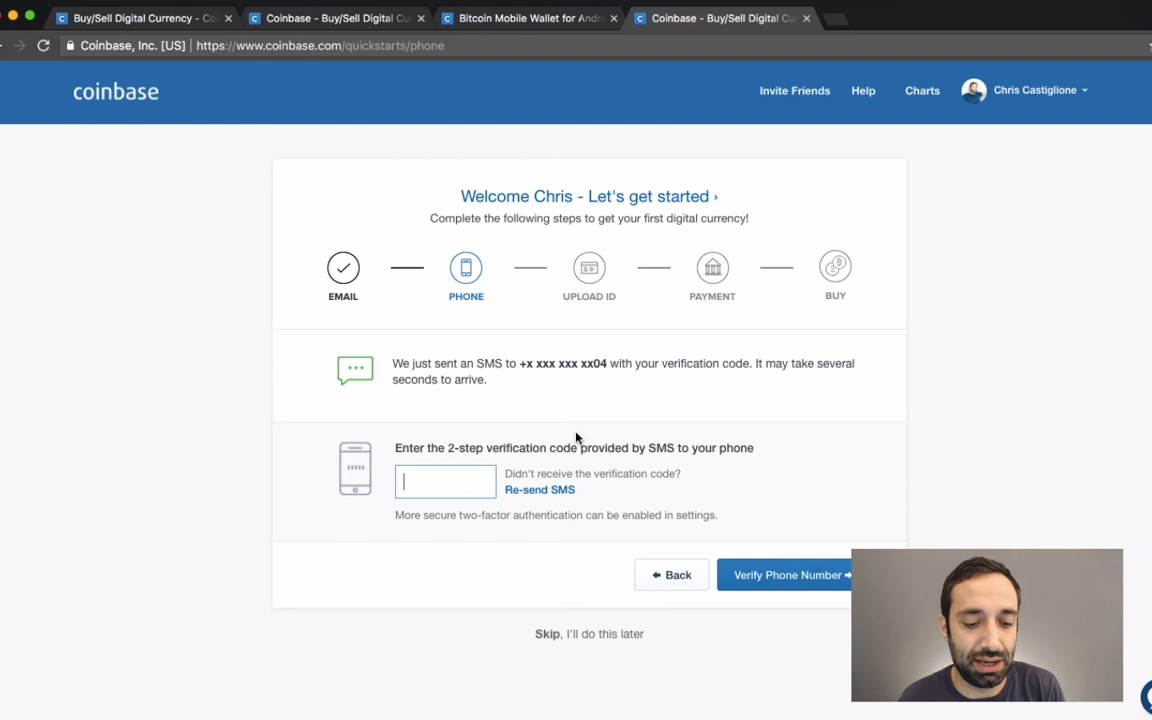 Buy/Sell Digital Currency - Co
Coinbase - Buy/Sell Digital Cu
Bitcoin Mobile Wallet for Andr
Coinbase - Buy/Sell Digital Cur
Coinbase, Inc. [US] https://www.coinbase.com/quickstarts/phone
coinbase
Invite Friends
Help
Charts
Chris Castiglione
Welcome Chris - Let's get started ›
Complete the following steps to get your first digital currency!
EMAIL
PHONE
UPLOAD ID
PAYMENT
BUY
We just sent an SMS to +x xxx xxx xx04 with your verification code. It may take several
seconds to arrive.
Enter the 2-step verification code provided by SMS to your phone
Didn't receive the verification code?
Re-send SMS
More secure two-factor authentication can be enabled in settings.
Back
Verify Phone Number
Skip, I'll do this later